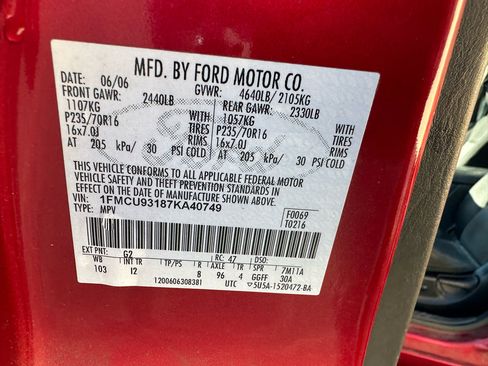 MFD. BY FORD MOTOR CO.
DATE: 06/06 GVWR: 4640LB/ 2105KG
FRONT GAWR: 2440LB REAR GAWR: 2330LB
1107KG WITH 1057KG WITH
P235/70R16 TIRES P235/70R16 TIRES
16x7.0J RIMS 16x7.0J RIMS
AT 205 kPa/ 30 PSI COLD AT 205 kPa/ 30 PSI COLD
THIS VEHICLE CONFORMS TO ALL APPLICABLE FEDERAL MOTOR
VEHICLE SAFETY AND THEFT PREVENTION STANDARDS IN
EFFECT ON THE DATE OF MANUFACTURE SHOWN ABOVE.
VIN: 1FMCU93187KA40749 F0069
TYPE: MPV T0216
EXT PNT: G2 RC: 47 DSO:
WB INT TR TP/PS R AXLE TR SPR 7M11A
103 12 B 96 4 GGFF 30A
1200606308381 UTC ▽5U5A-1520472-BA